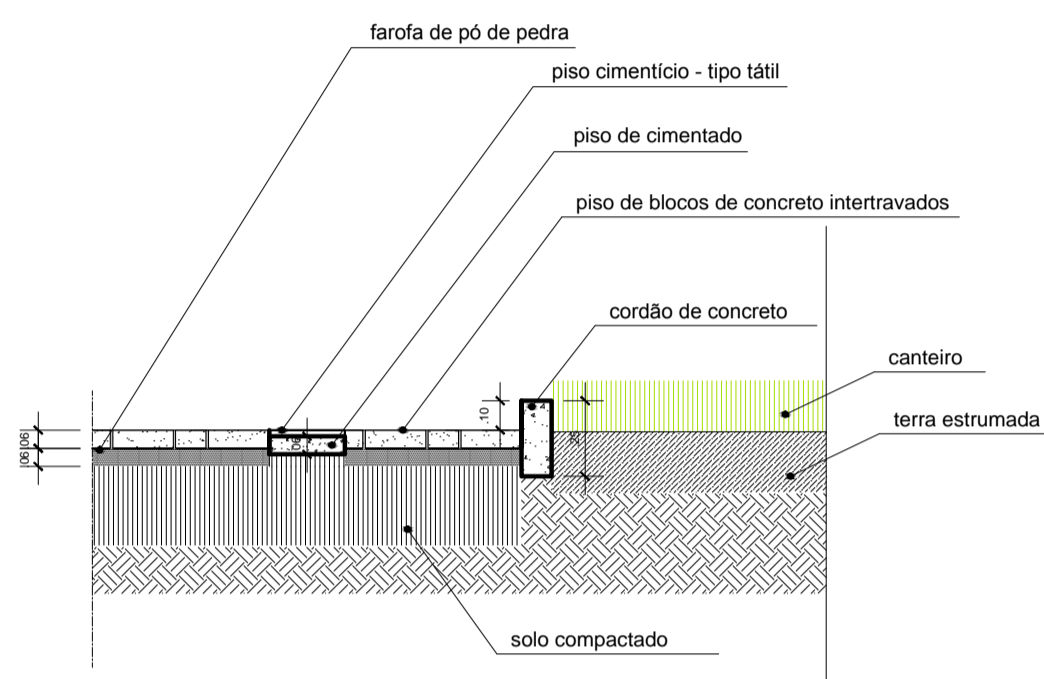 farofa de pó de pedra
piso cimentício - tipo tátil
piso de cimentado
piso de blocos de concreto intertravados
cordão de concreto
canteiro
10
terra estrumada
25
06
06
06
solo compactado